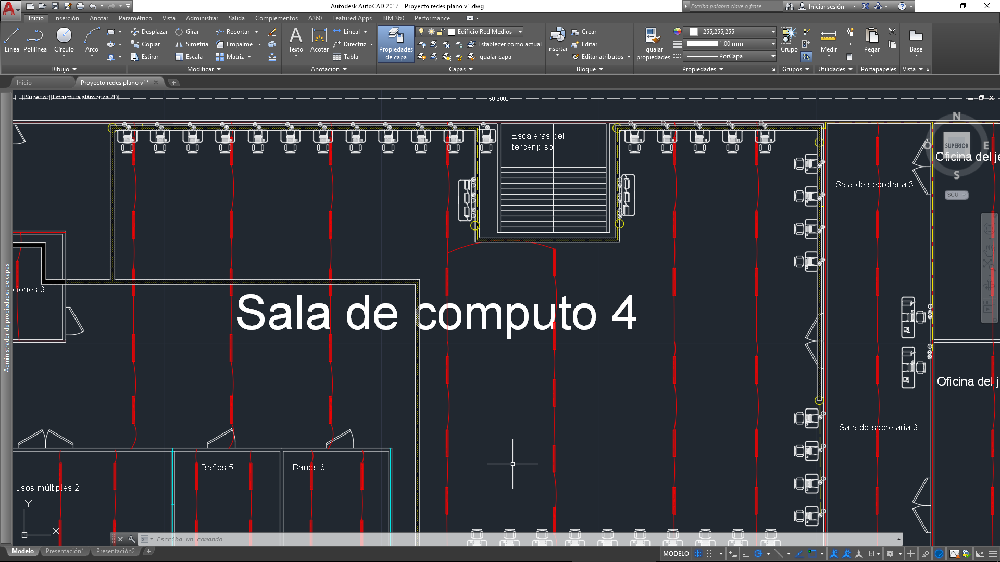 Autodesk AutoCAD 2017   Proyecto redes plano v1.dwg
Escriba palabra clave o frase
Iniciar sesión
Inicio Inserción Anotar Paramétrico Vista Administrar Salida Complementos A360 Featured Apps BIM 360 Performance
Línea Polilínea Círculo Arco
Desplazar Girar Recortar
Copiar Simetría Empalme
Estirar Escala Matriz
Texto Acotar
Lineal
Directriz
Tabla
Propiedades de capa
Edificio Red Medios
Establecer como actual
Igualar capa
Insertar
Crear
Editar
Editar atributos
Igualar propiedades
255,255,255
1.00 mm
PorCapa
Grupo
Medir
Pegar
Base
Dibujo Modificar Anotación Capas Bloque Propiedades Grupos Utilidades Portapapeles Vista
Inicio
Proyecto redes plano v1*
[−][Superior][Estructura alámbrica 2D]
50.3000
N
SUPERIOR
O
E
S
SCU
Escaleras del
tercer piso
Oficina del je
Sala de secretaria 3
Administrador de propiedades de capas
ciones 3
Sala de computo 4
Oficina del j
Sala de secretaria 3
Baños 5
Baños 6
usos múltiples 2
Y
X
Escriba un comando
Modelo Presentación1 Presentación2
MODELO
1:1